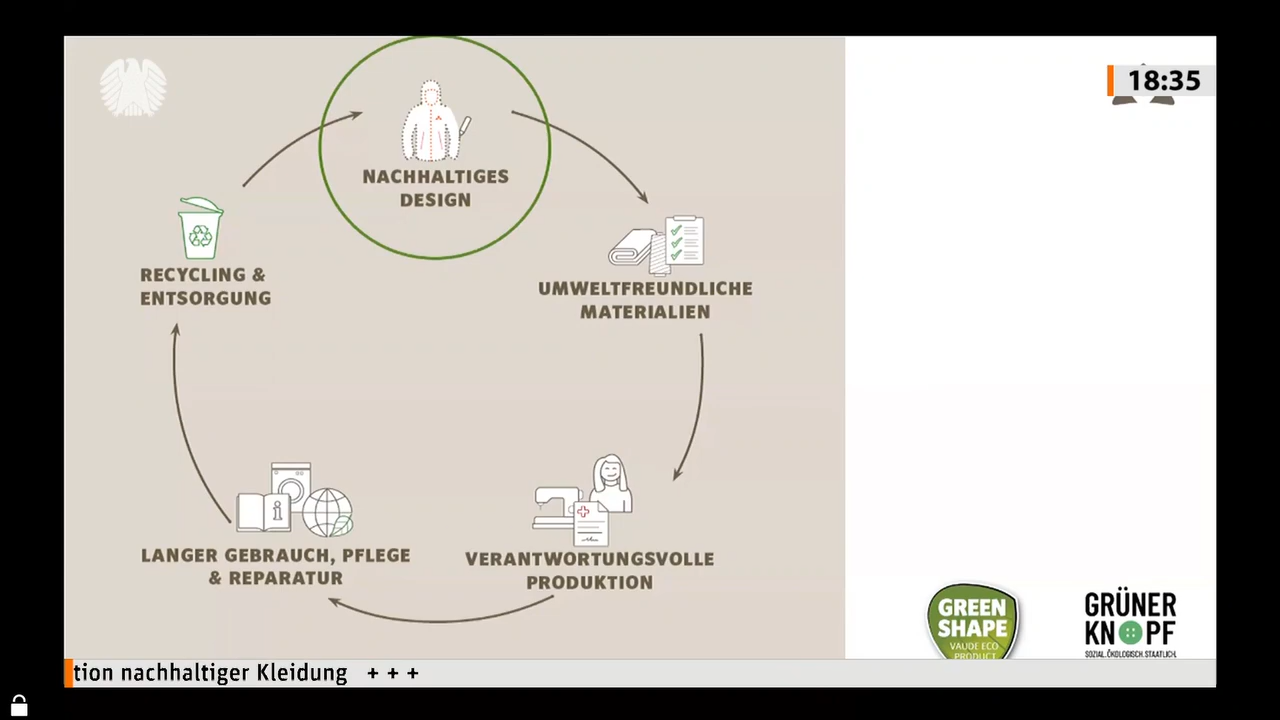 18:35
NACHHALTIGES
DESIGN
UMWELTFREUNDLICHE
MATERIALIEN
VERANTWORTUNGSVOLLE
PRODUKTION
LANGER GEBRAUCH, PFLEGE
& REPARATUR
RECYCLING &
ENTSORGUNG
i
GREEN
SHAPE
VAUDE ECO
PRODUCT
GRÜNER
KNOPF
SOZIAL. ÖKOLOGISCH. STAATLICH.
tion nachhaltiger Kleidung +++